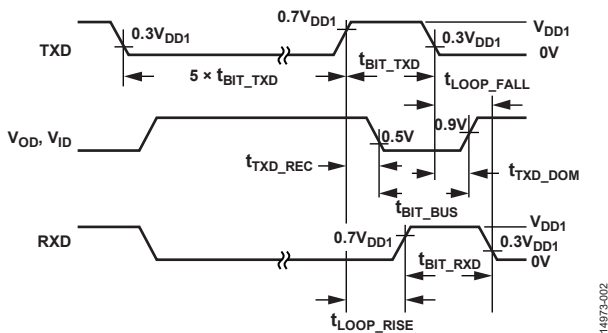 0.7VDD1
VDD1
0.3VDD1
0.3VDD1
TXD
0V
tBIT_TXD
5 × tBIT_TXD
tLOOP_FALL
0.9V
VOD, VID
0.5V
tTXD_REC
tTXD_DOM
tBIT_BUS
VDD1
RXD
0.7VDD1
0.3VDD1
tBIT_RXD
0V
tLOOP_RISE
14973-002